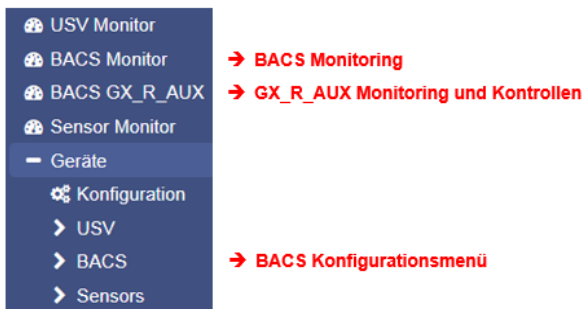 USV Monitor
BACS Monitor → BACS Monitoring
BACS GX_R_AUX → GX_R_AUX Monitoring und Kontrollen
Sensor Monitor
Geräte
Konfiguration
USV
BACS → BACS Konfigurationsmenü
Sensors